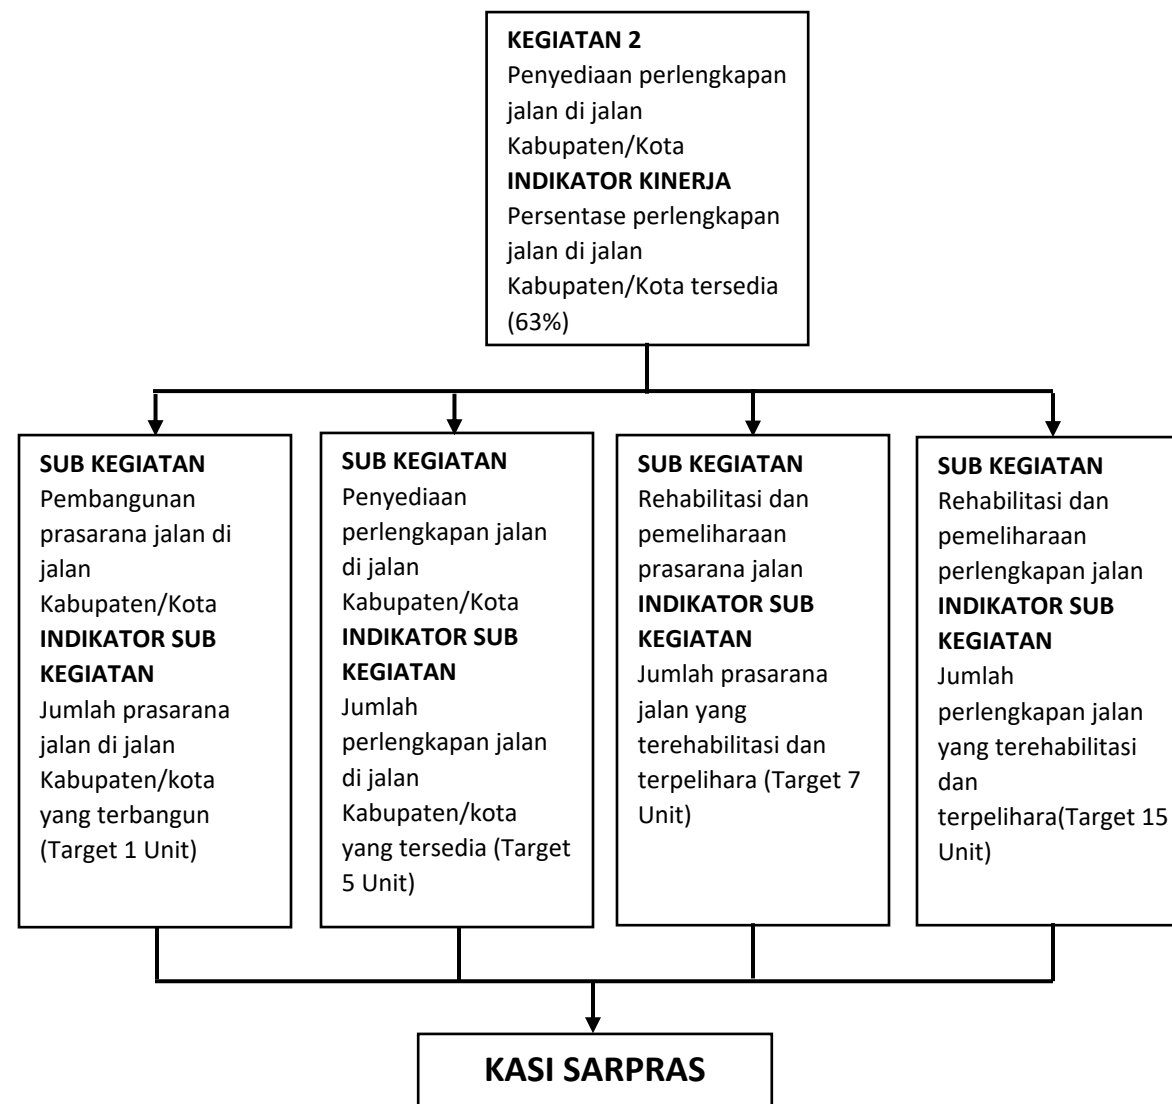 KEGIATAN 2
Penyediaan perlengkapan
jalan di jalan
Kabupaten/Kota
INDIKATOR KINERJA
Persentase perlengkapan
jalan di jalan
Kabupaten/Kota tersedia
(63%)
SUB KEGIATAN
Pembangunan
prasarana jalan di
jalan
Kabupaten/Kota
INDIKATOR SUB
KEGIATAN
Jumlah prasarana
jalan di jalan
Kabupaten/kota
yang terbangun
(Target 1 Unit)
SUB KEGIATAN
Penyediaan
perlengkapan jalan
di jalan
Kabupaten/Kota
INDIKATOR SUB
KEGIATAN
Jumlah
perlengkapan jalan
di jalan
Kabupaten/kota
yang tersedia (Target
5 Unit)
SUB KEGIATAN
Rehabilitasi dan
pemeliharaan
prasarana jalan
INDIKATOR SUB
KEGIATAN
Jumlah prasarana
jalan yang
terehabilitasi dan
terpelihara (Target 7
Unit)
SUB KEGIATAN
Rehabilitasi dan
pemeliharaan
perlengkapan jalan
INDIKATOR SUB
KEGIATAN
Jumlah
perlengkapan jalan
yang terehabilitasi
dan
terpelihara(Target 15
Unit)
KASI SARPRAS